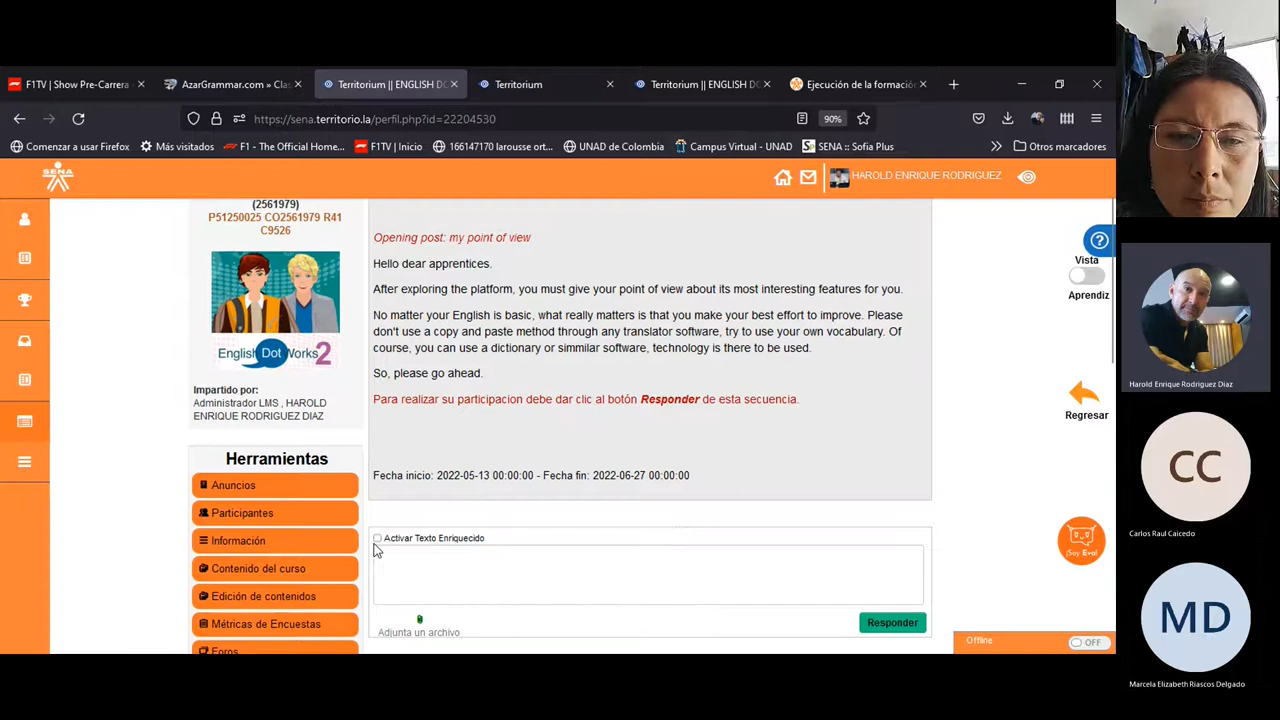 F1TV | Show Pre-Carrera
AzarGrammar.com » Clas
Territorium || ENGLISH DC
Territorium
Territorium || ENGLISH DC
Ejecución de la formació
https://sena.territorio.la/perfil.php?id=22204530
90%
Comenzar a usar Firefox
Más visitados
F1 - The Official Home...
F1TV | Inicio
166147170 larousse ort...
UNAD de Colombia
Campus Virtual - UNAD
SENA :: Sofia Plus
Otros marcadores
SENA
HAROLD ENRIQUE RODRIGUEZ
(2561979)
P51250025 CO2561979 R41
C9526
English Dot Works 2
Impartido por:
Administrador LMS , HAROLD
ENRIQUE RODRIGUEZ DIAZ
Herramientas
Anuncios
Participantes
Información
Contenido del curso
Edición de contenidos
Métricas de Encuestas
Foros
Opening post: my point of view
Hello dear apprentices.
After exploring the platform, you must give your point of view about its most interesting features for you.
No matter your English is basic, what really matters is that you make your best effort to improve. Please
don't use a copy and paste method through any translator software, try to use your own vocabulary. Of
course, you can use a dictionary or simmilar software, technology is there to be used.
So, please go ahead.
Para realizar su participacion debe dar clic al botón Responder de esta secuencia.
Fecha inicio: 2022-05-13 00:00:00 - Fecha fin: 2022-06-27 00:00:00
Activar Texto Enriquecido
Adjunta un archivo
Responder
Vista
Aprendiz
Regresar
¡Soy Eva!
Offline
OFF
Harold Enrique Rodriguez Diaz
CC
Carlos Raul Caicedo
MD
Marcela Elizabeth Riascos Delgado